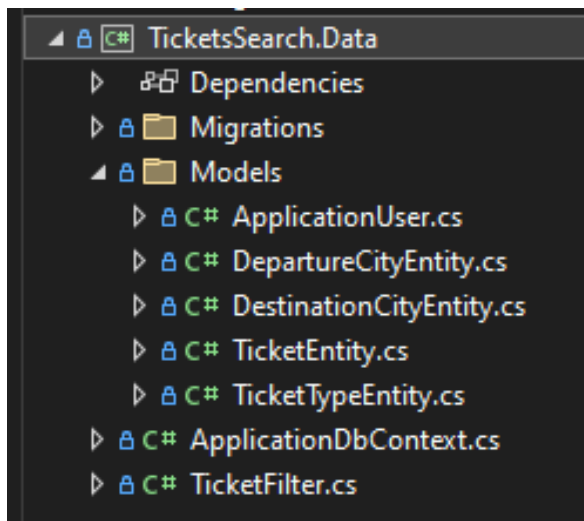 C# TicketsSearch.Data
Dependencies
Migrations
Models
C# ApplicationUser.cs
C# DepartureCityEntity.cs
C# DestinationCityEntity.cs
C# TicketEntity.cs
C# TicketTypeEntity.cs
C# ApplicationDbContext.cs
C# TicketFilter.cs